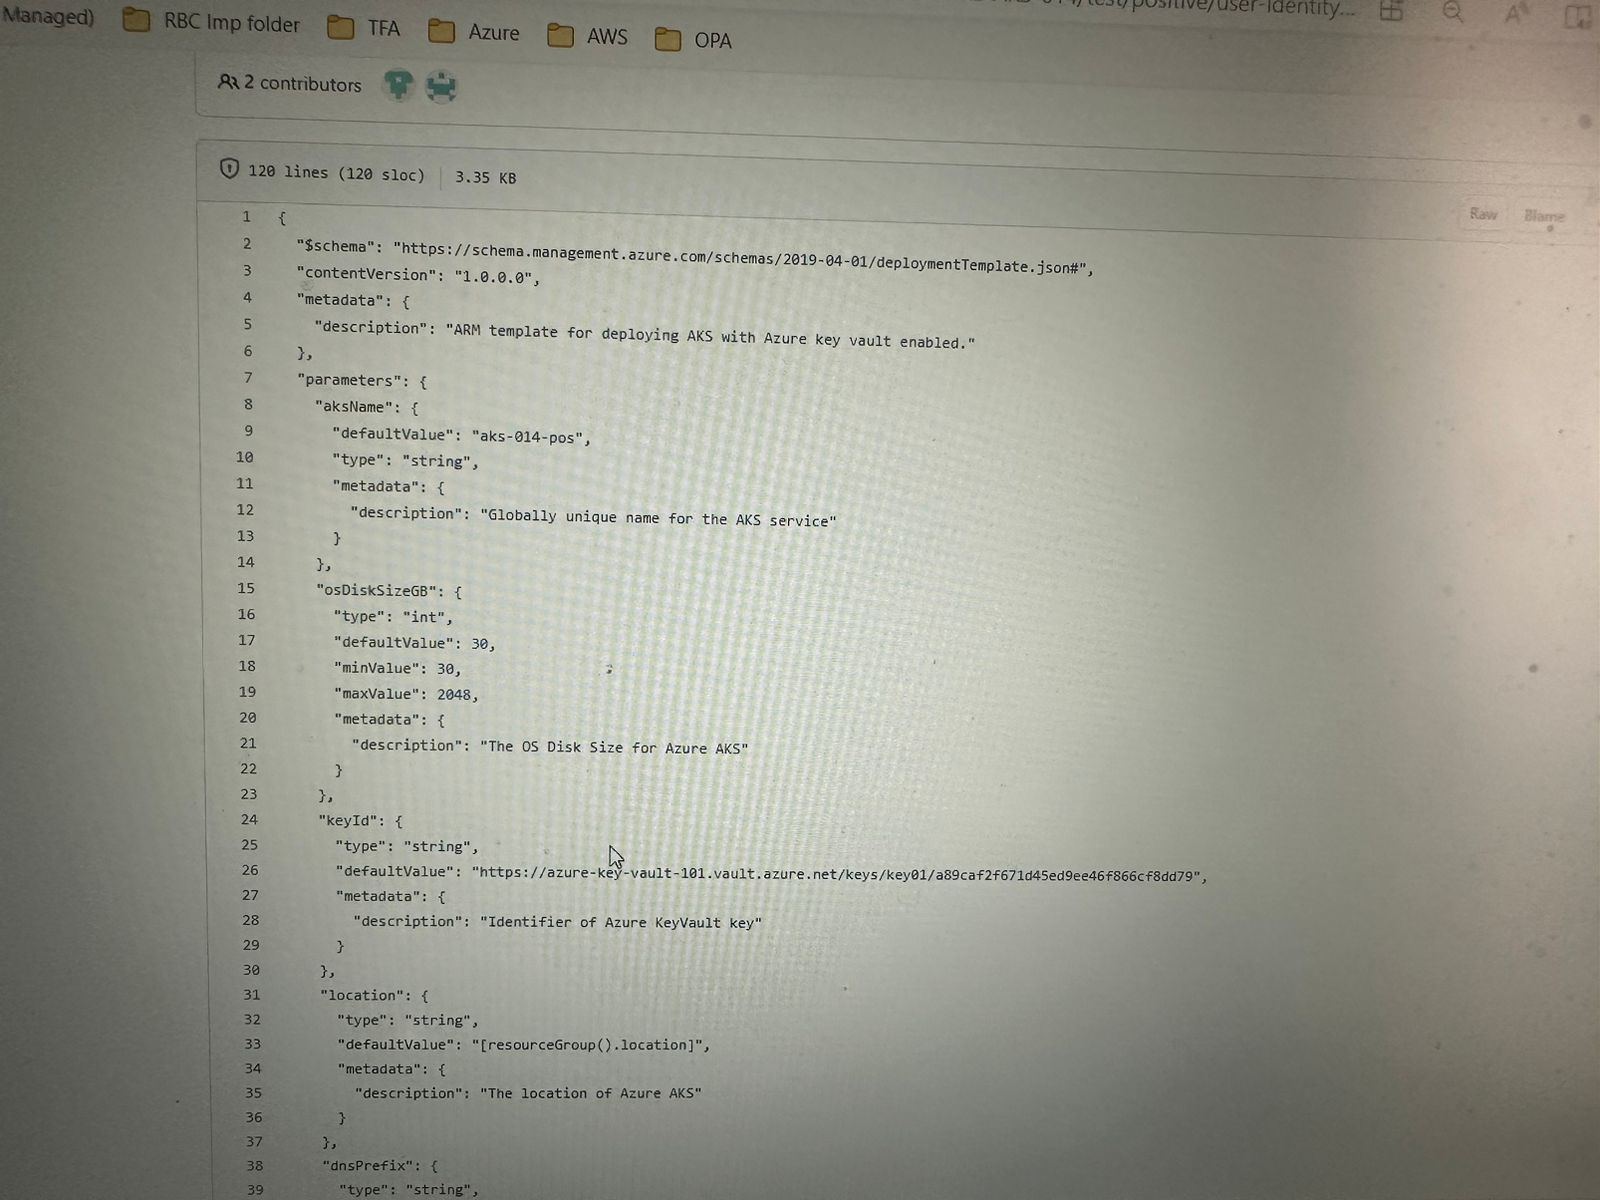 Managed)
RBC Imp folder
TFA
Azure
AWS
OPA
/test/positive/user-identity...
2 contributors
120 lines (120 sloc)
3.35 KB
Raw
Blame
1 {
2 "$schema": "https://schema.management.azure.com/schemas/2019-04-01/deploymentTemplate.json#",
3 "contentVersion": "1.0.0.0",
4 "metadata": {
5 "description": "ARM template for deploying AKS with Azure key vault enabled."
6 },
7 "parameters": {
8 "aksName": {
9 "defaultValue": "aks-014-pos",
10 "type": "string",
11 "metadata": {
12 "description": "Globally unique name for the AKS service"
13 }
14 },
15 "osDiskSizeGB": {
16 "type": "int",
17 "defaultValue": 30,
18 "minValue": 30,
19 "maxValue": 2048,
20 "metadata": {
21 "description": "The OS Disk Size for Azure AKS"
22 }
23 },
24 "keyId": {
25 "type": "string",
26 "defaultValue": "https://azure-key-vault-101.vault.azure.net/keys/key01/a89caf2f671d45ed9ee46f866cf8dd79",
27 "metadata": {
28 "description": "Identifier of Azure KeyVault key"
29 }
30 },
31 "location": {
32 "type": "string",
33 "defaultValue": "[resourceGroup().location]",
34 "metadata": {
35 "description": "The location of Azure AKS"
36 }
37 },
38 "dnsPrefix": {
39 "type": "string",